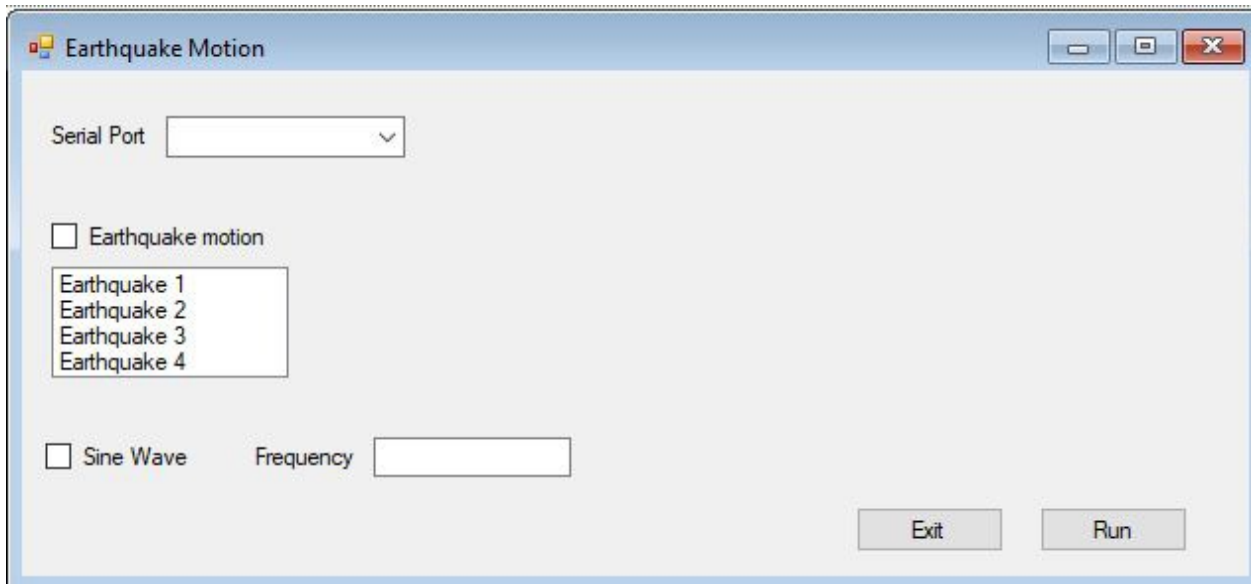 Earthquake Motion
Serial Port
Earthquake motion
Earthquake 1
Earthquake 2
Earthquake 3
Earthquake 4
Sine Wave Frequency
Exit Run